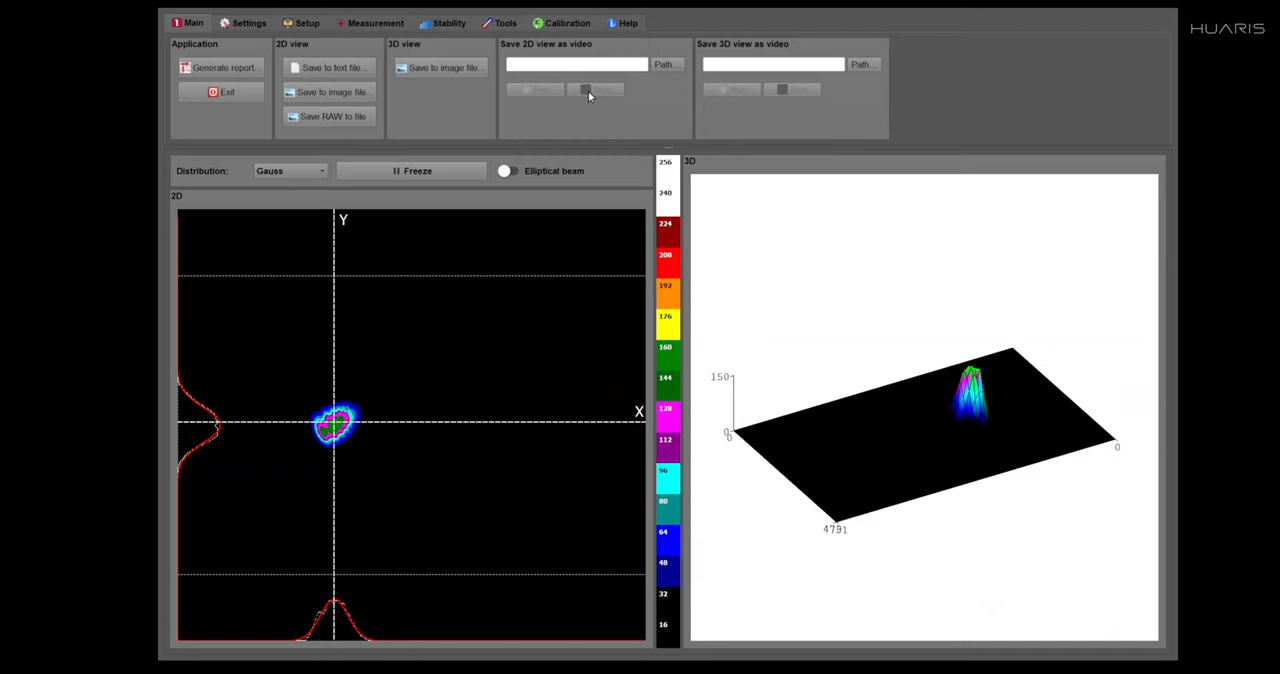 1 Main Settings Setup Measurement Stability Tools Calibration Help
HUARIS
Application
Generate report...
Exit
2D view
Save to text file...
Save to image file...
Save RAW to file
3D view
Save to image file...
Save 2D view as video
Path...
Save 3D view as video
Path...
Distribution: Gauss Freeze Elliptical beam
2D
Y
X
256
240
224
208
192
176
160
144
128
112
96
80
64
48
32
16
3D
150
0
0
0